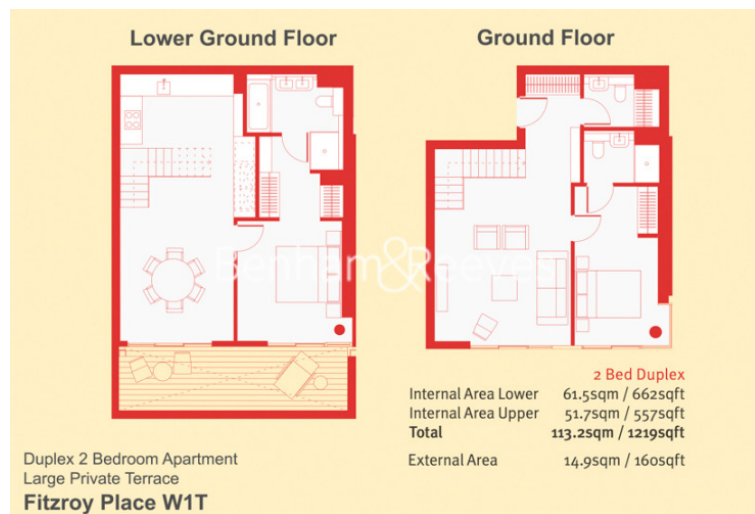 Lower Ground Floor
Ground Floor
Benham & Reeves
2 Bed Duplex
Internal Area Lower 61.5sqm / 662sqft
Internal Area Upper 51.7sqm / 557sqft
Total 113.2sqm / 1219sqft
External Area 14.9sqm / 160sqft
Duplex 2 Bedroom Apartment
Large Private Terrace
Fitzroy Place W1T